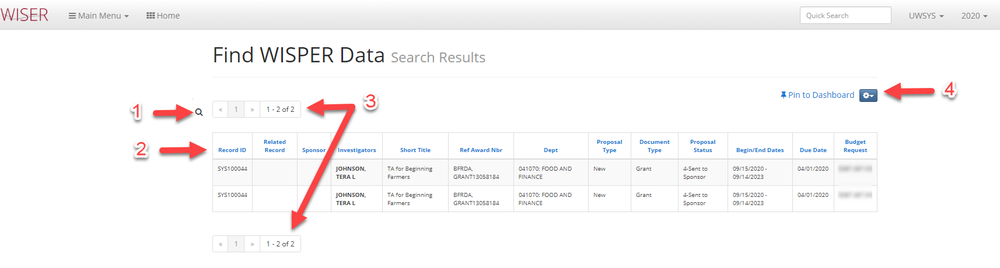 WISER Main Menu Home Quick Search UWSYS 2020
Find WISPER Data Search Results
Pin to Dashboard 4
1 « 1 » 1 - 2 of 2 3
2 Record ID Related Record Sponsor Investigators Short Title Ref Award Nbr Dept Proposal Type Document Type Proposal Status Begin/End Dates Due Date Budget Request
SYS100044 JOHNSON, TERA L TA for Beginning Farmers BFRDA, GRANT13058184 041070: FOOD AND FINANCE New Grant 4-Sent to Sponsor 09/15/2020 - 09/14/2023 04/01/2020
SYS100044 JOHNSON, TERA L TA for Beginning Farmers BFRDA, GRANT13058184 041070: FOOD AND FINANCE New Grant 4-Sent to Sponsor 09/15/2020 - 09/14/2023 04/01/2020
« 1 » 1 - 2 of 2